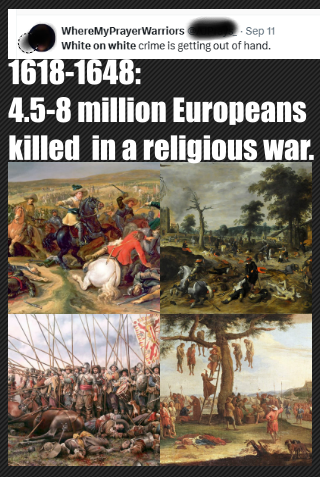 WhereMyPrayerWarriors · Sep 11
White on white crime is getting out of hand.
1618-1648:
4.5-8 million Europeans
killed in a religious war.